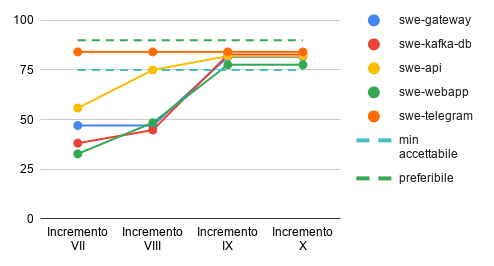 100
75
50
25
0
Incremento
VII
Incremento
VIII
Incremento
IX
Incremento
X
swe-gateway
swe-kafka-db
swe-api
swe-webapp
swe-telegram
min
accettabile
preferibile